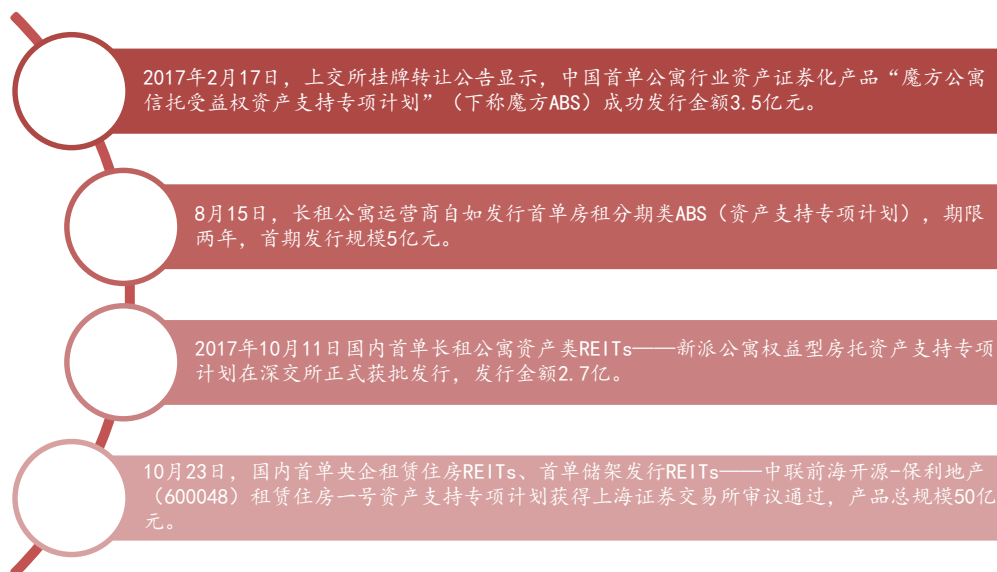 2017年2月17日，上交所挂牌转让公告显示，中国首单公寓行业资产证券化产品“魔方公寓
信托受益权资产支持专项计划”（下称魔方ABS）成功发行金额3.5亿元。
8月15日，长租公寓运营商自如发行首单房租分期类ABS（资产支持专项计划），期限
两年，首期发行规模5亿元。
2017年10月11日国内首单长租公寓资产类REITs——新派公寓权益型房托资产支持专项
计划在深交所正式获批发行，发行金额2.7亿。
10月23日，国内首单央企租赁住房REITs、首单储架发行REITs——中联前海开源-保利地产
（600048）租赁住房一号资产支持专项计划获得上海证券交易所审议通过，产品总规模50亿
元。